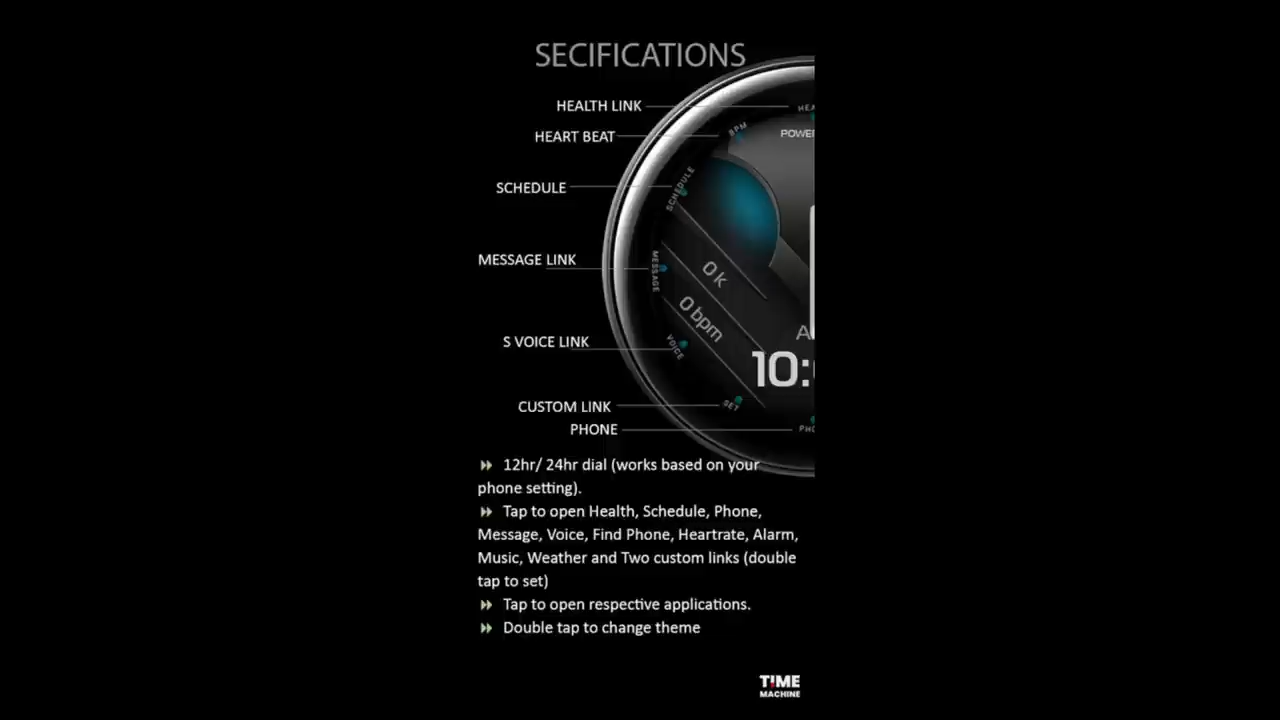 SECIFICATIONS
HEALTH LINK
HEART BEAT
BPM
POWER
SCHEDULE
SCHEDULE
MESSAGE LINK
MESSAGE
0 k
0 bpm
S VOICE LINK
VOICE
10:
CUSTOM LINK
SET
PHONE
12hr/ 24hr dial (works based on your
phone setting).
Tap to open Health, Schedule, Phone,
Message, Voice, Find Phone, Heartrate, Alarm,
Music, Weather and Two custom links (double
tap to set)
Tap to open respective applications.
Double tap to change theme
TIME
MACHINE